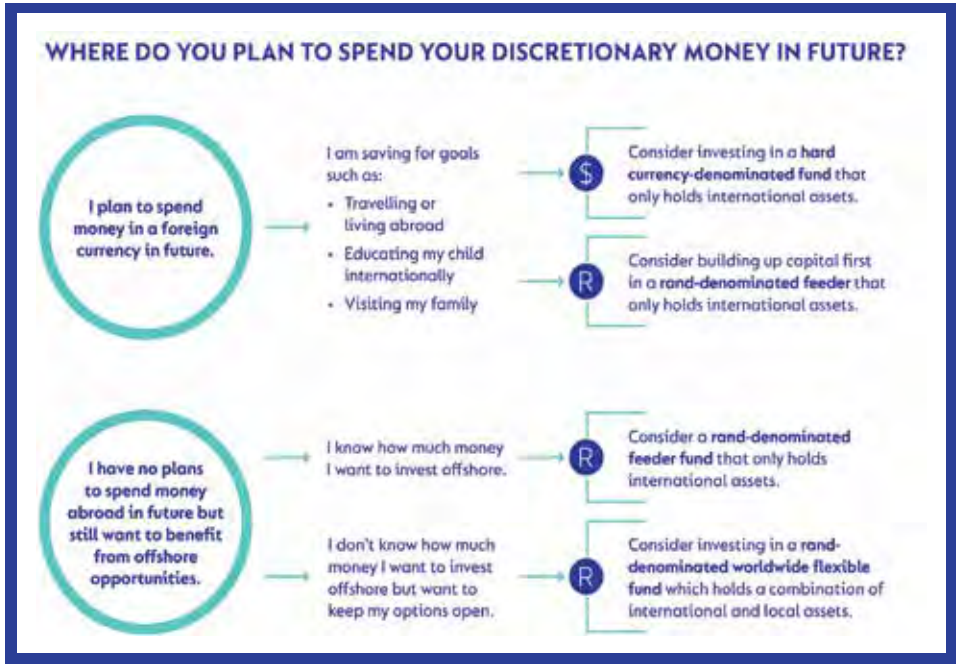 WHERE DO YOU PLAN TO SPEND YOUR DISCRETIONARY MONEY IN FUTURE?
I plan to spend
money in a foreign
currency in future.
I am saving for goals
such as:
• Travelling or
living abroad
• Educating my child
internationally
• Visiting my family
$
Consider investing in a hard
currency-denominated fund that
only holds international assets.
R
Consider building up capital first
in a rand-denominated feeder that
only holds international assets.
I have no plans
to spend money
abroad in future but
still want to benefit
from offshore
opportunities.
I know how much money
I want to invest offshore.
R
Consider a rand-denominated
feeder fund that only holds
international assets.
I don't know how much
money I want to invest
offshore but want to
keep my options open.
R
Consider investing in a rand-
denominated worldwide flexible
fund which holds a combination of
international and local assets.